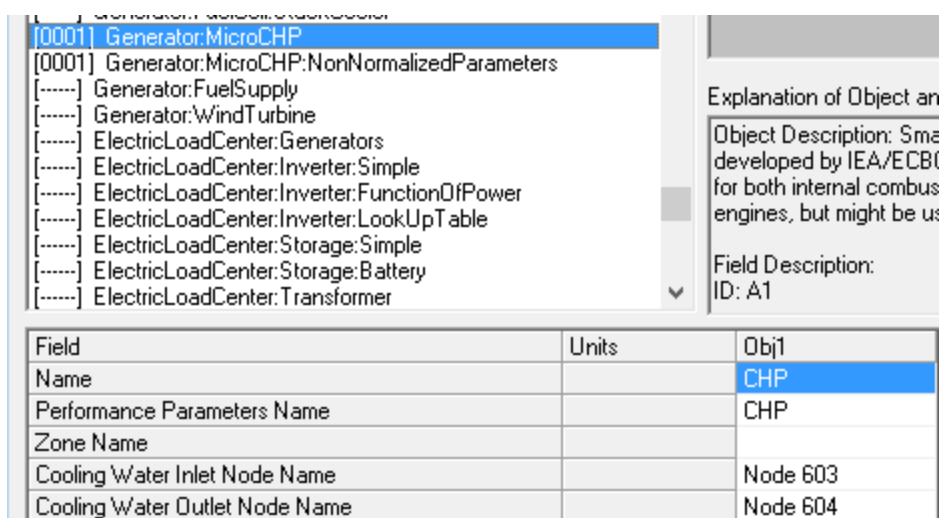 [-----] Generator:FuelCell:StackCooler
[0001] Generator:MicroCHP
[0001] Generator:MicroCHP:NonNormalizedParameters
[------] Generator:FuelSupply
[------] Generator:WindTurbine
[------] ElectricLoadCenter:Generators
[------] ElectricLoadCenter:Inverter:Simple
[------] ElectricLoadCenter:Inverter:FunctionOfPower
[------] ElectricLoadCenter:Inverter:LookUpTable
[------] ElectricLoadCenter:Storage:Simple
[------] ElectricLoadCenter:Storage:Battery
[------] ElectricLoadCenter:Transformer
Explanation of Object an
Object Description: Sma
developed by IEA/ECBC
for both internal combus
engines, but might be us
Field Description:
ID: A1
Field Units Obj1
Name CHP
Performance Parameters Name CHP
Zone Name
Cooling Water Inlet Node Name Node 603
Cooling Water Outlet Node Name Node 604